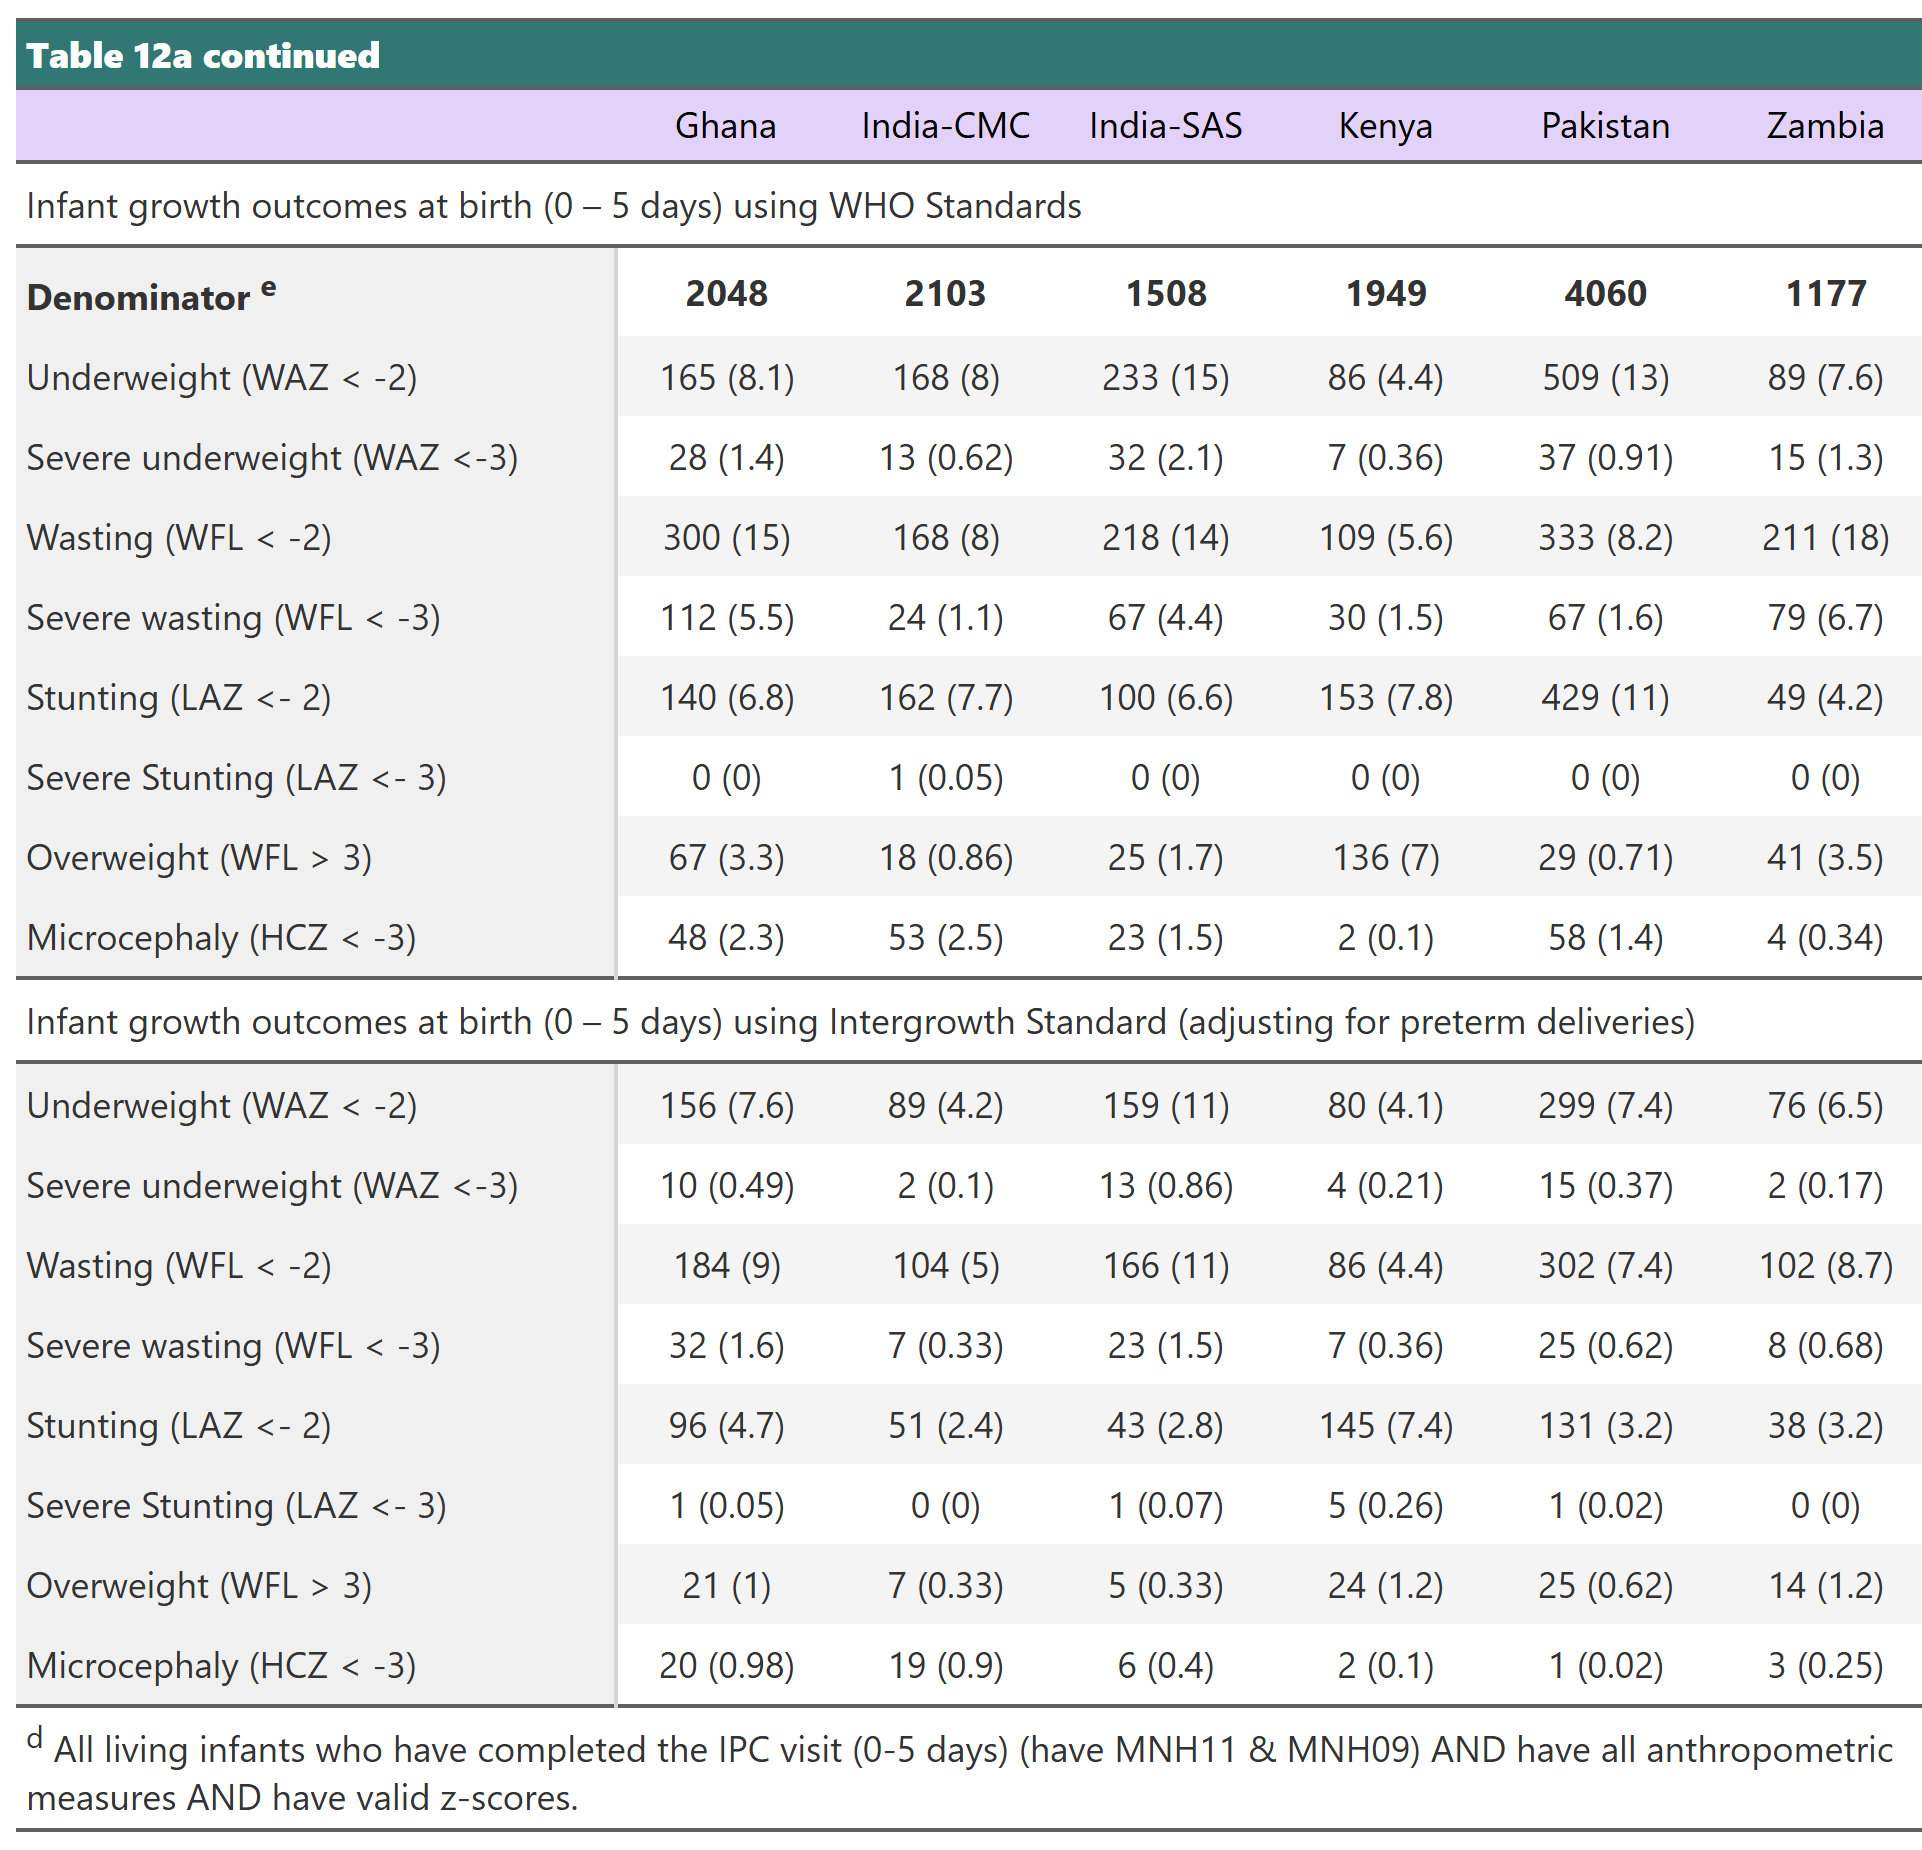 Table 12a continued
Ghana India-CMC India-SAS Kenya Pakistan Zambia
Infant growth outcomes at birth (0 – 5 days) using WHO Standards
Denominator e 2048 2103 1508 1949 4060 1177
Underweight (WAZ < -2) 165 (8.1) 168 (8) 233 (15) 86 (4.4) 509 (13) 89 (7.6)
Severe underweight (WAZ <-3) 28 (1.4) 13 (0.62) 32 (2.1) 7 (0.36) 37 (0.91) 15 (1.3)
Wasting (WFL < -2) 300 (15) 168 (8) 218 (14) 109 (5.6) 333 (8.2) 211 (18)
Severe wasting (WFL < -3) 112 (5.5) 24 (1.1) 67 (4.4) 30 (1.5) 67 (1.6) 79 (6.7)
Stunting (LAZ <- 2) 140 (6.8) 162 (7.7) 100 (6.6) 153 (7.8) 429 (11) 49 (4.2)
Severe Stunting (LAZ <- 3) 0 (0) 1 (0.05) 0 (0) 0 (0) 0 (0) 0 (0)
Overweight (WFL > 3) 67 (3.3) 18 (0.86) 25 (1.7) 136 (7) 29 (0.71) 41 (3.5)
Microcephaly (HCZ < -3) 48 (2.3) 53 (2.5) 23 (1.5) 2 (0.1) 58 (1.4) 4 (0.34)
Infant growth outcomes at birth (0 – 5 days) using Intergrowth Standard (adjusting for preterm deliveries)
Underweight (WAZ < -2) 156 (7.6) 89 (4.2) 159 (11) 80 (4.1) 299 (7.4) 76 (6.5)
Severe underweight (WAZ <-3) 10 (0.49) 2 (0.1) 13 (0.86) 4 (0.21) 15 (0.37) 2 (0.17)
Wasting (WFL < -2) 184 (9) 104 (5) 166 (11) 86 (4.4) 302 (7.4) 102 (8.7)
Severe wasting (WFL < -3) 32 (1.6) 7 (0.33) 23 (1.5) 7 (0.36) 25 (0.62) 8 (0.68)
Stunting (LAZ <- 2) 96 (4.7) 51 (2.4) 43 (2.8) 145 (7.4) 131 (3.2) 38 (3.2)
Severe Stunting (LAZ <- 3) 1 (0.05) 0 (0) 1 (0.07) 5 (0.26) 1 (0.02) 0 (0)
Overweight (WFL > 3) 21 (1) 7 (0.33) 5 (0.33) 24 (1.2) 25 (0.62) 14 (1.2)
Microcephaly (HCZ < -3) 20 (0.98) 19 (0.9) 6 (0.4) 2 (0.1) 1 (0.02) 3 (0.25)
d All living infants who have completed the IPC visit (0-5 days) (have MNH11 & MNH09) AND have all anthropometric
measures AND have valid z-scores.